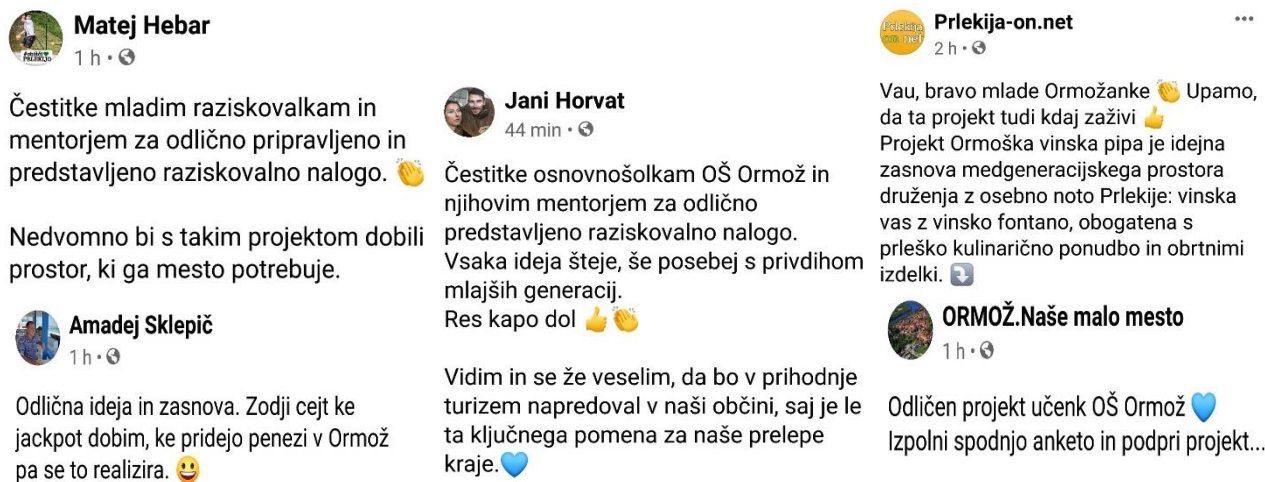 Matej Hebar
1 h
Čestitke mladim raziskovalkam in
mentorjem za odlično pripravljeno in
predstavljeno raziskovalno nalogo. 👏
Nedvomno bi s takim projektom dobili
prostor, ki ga mesto potrebuje.
Amadej Sklepič
1 h
Odlična ideja in zasnova. Zodji cejt ke
jackpot dobim, ke pridejo penezi v Ormož
pa se to realizira. 😃
Jani Horvat
44 min
Čestitke osnovnošolkam OŠ Ormož in
njihovim mentorjem za odlično
predstavljeno raziskovalno nalogo.
Vsaka ideja šteje, še posebej s privdihom
mlajših generacij.
Res kapo dol 👍👏
Vidim in se že veselim, da bo v prihodnje
turizem napredoval v naši občini, saj je le
ta ključnega pomena za naše prelepe
kraje.💙
Prlekija-on.net
Prlekija-on.net
2 h
Vau, bravo mlade Ormožanke 👏 Upamo,
da ta projekt tudi kdaj zaživi 👍
Projekt Ormoška vinska pipa je idejna
zasnova medgeneracijskega prostora
druženja z osebno noto Prlekije: vinska
vas z vinsko fontano, obogatena s
prleško kulinarično ponudbo in obrtnimi
izdelki. ⤵️
ORMOŽ.Naše malo mesto
1 h
Odličen projekt učenk OŠ Ormož 💙
Izpolni spodnjo anketo in podpri projekt...